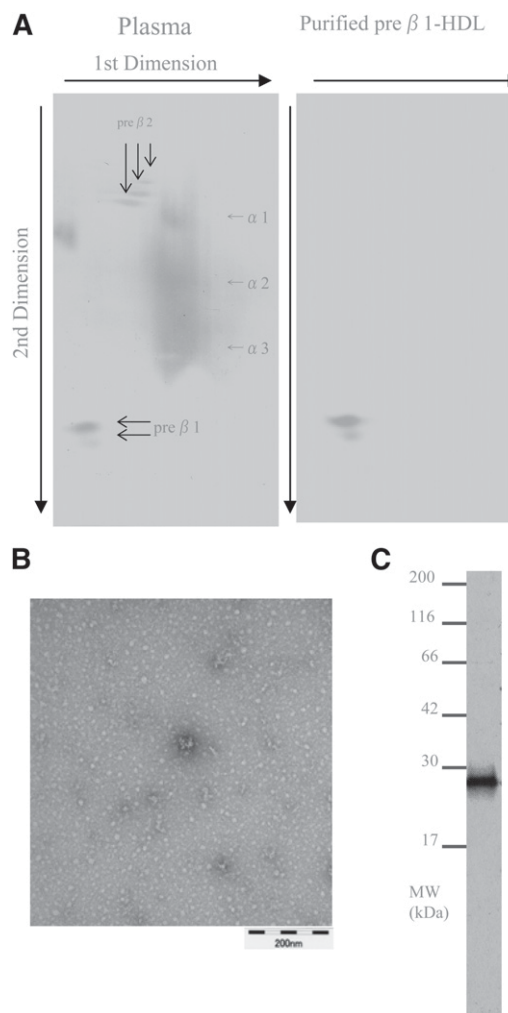 A
Plasma
Purified pre β 1-HDL
1st Dimension
2nd Dimension
pre β 2
← α 1
← α 2
← α 3
pre β 1
B
200nm
C
200
116
66
42
30
17
MW
(kDa)